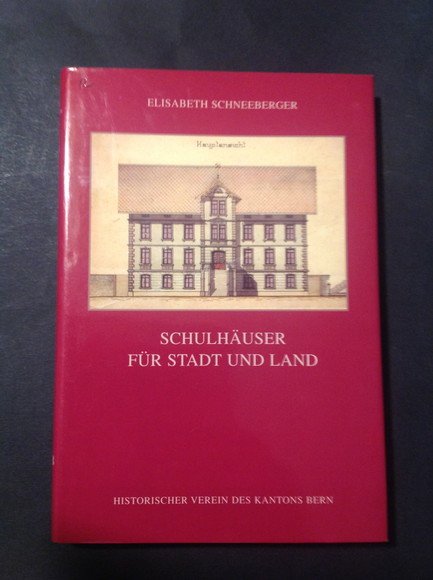 ELISABETH SCHNEEBERGER
Hauptansicht
SCHULHÄUSER
FÜR STADT UND LAND
HISTORISCHER VEREIN DES KANTONS BERN